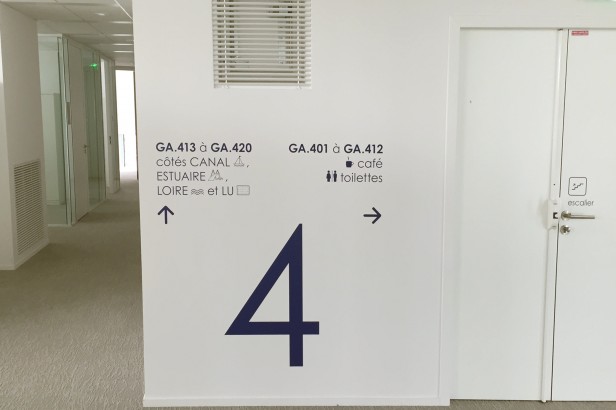 GA.413 à GA.420
côtés CANAL ,
ESTUAIRE ,
LOIRE et LU
GA.401 à GA.412
café
toilettes
4
escalier